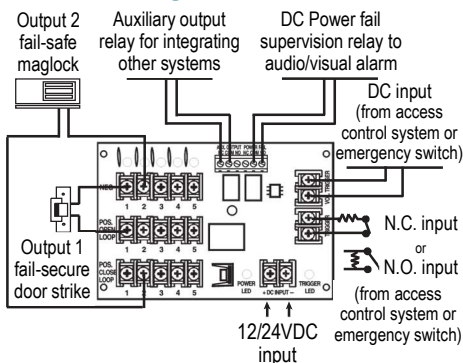 Output 2
fail-safe
maglock
Auxiliary output
relay for integrating
other systems
DC Power fail
supervision relay to
audio/visual alarm
DC input
(from access
control system or
emergency switch)
NEG
1 2 3 4 5
POS.
OPEN
LOOP
1 2 3 4 5
POS.
CLOSE
LOOP
1 2 3 4 5
Output 1
fail-secure
door strike
TRIGGER
N.C. input
or
N.O. input
(from access
control system or
emergency switch)
POWER
LED
+ DC INPUT –
TRIGGER
LED
12/24VDC
input